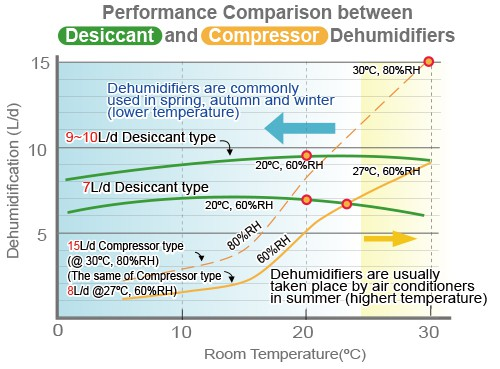 Performance Comparison between
Desiccant and Compressor Dehumidifiers
Dehumidification (L/d)
15
10
5
30ºC, 80%RH
Dehumidifiers are commonly
used in spring, autumn and winter
(lower temperature)
9~10L/d Desiccant type
20ºC, 60%RH
27ºC, 60%RH
7L/d Desiccant type
20ºC, 60%RH
80%RH
60%RH
15L/d Compressor type
(@ 30ºC, 80%RH)
(The same of Compressor type
8L/d @27ºC, 60%RH)
Dehumidifiers are usually
taken place by air conditioners
in summer (highert temperature)
0
10
20
30
Room Temperature(ºC)